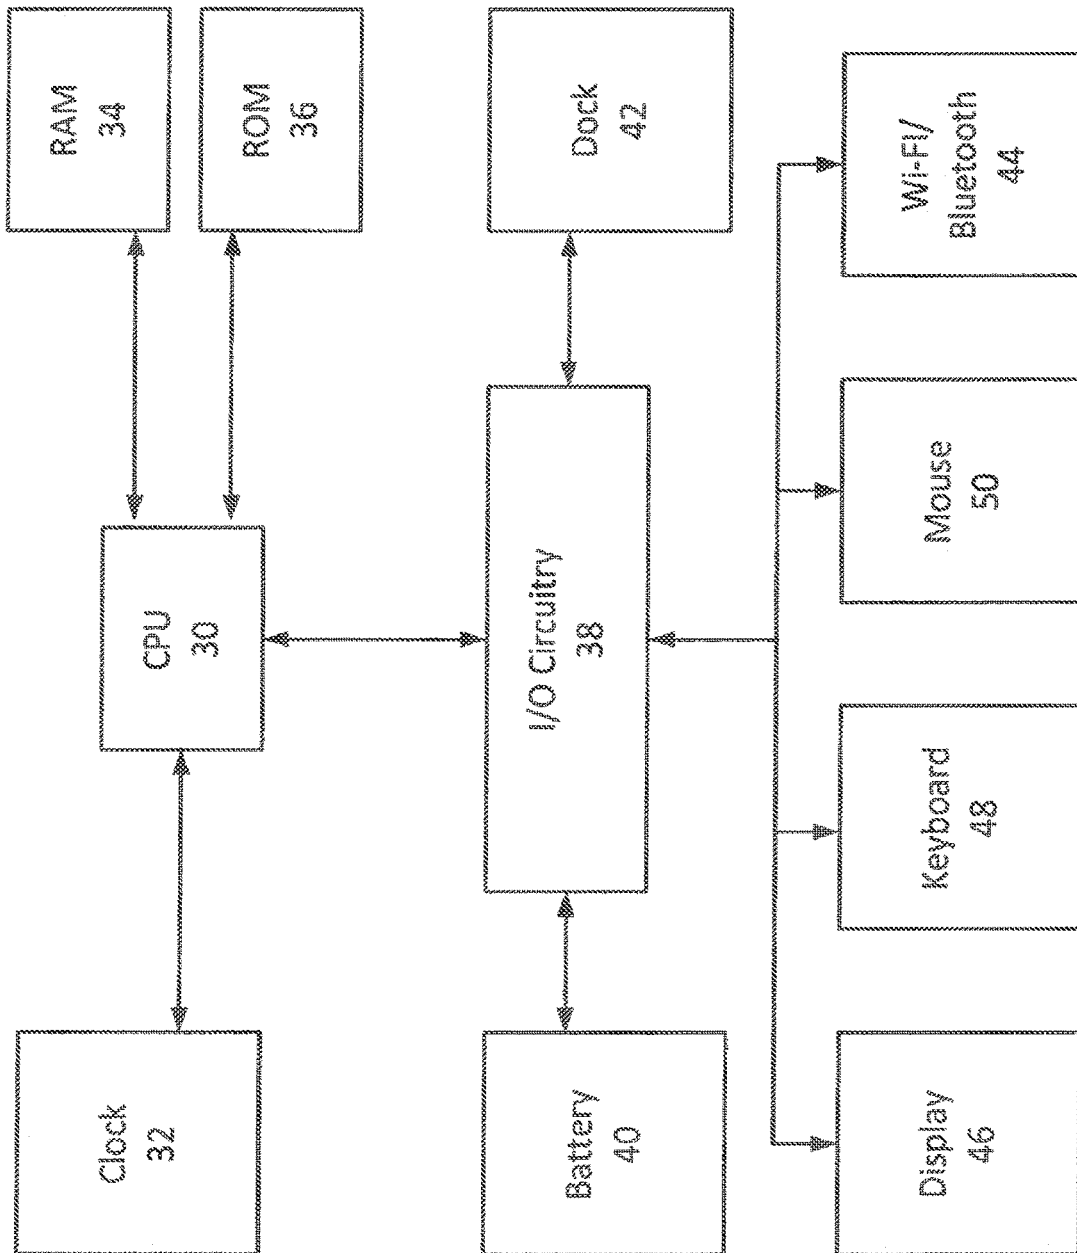 Clock
32
CPU
30
RAM
34
ROM
36
Battery
40
I/O Circuitry
38
Dock
42
Display
46
Keyboard
48
Mouse
50
Wi-Fi/
Bluetooth
44